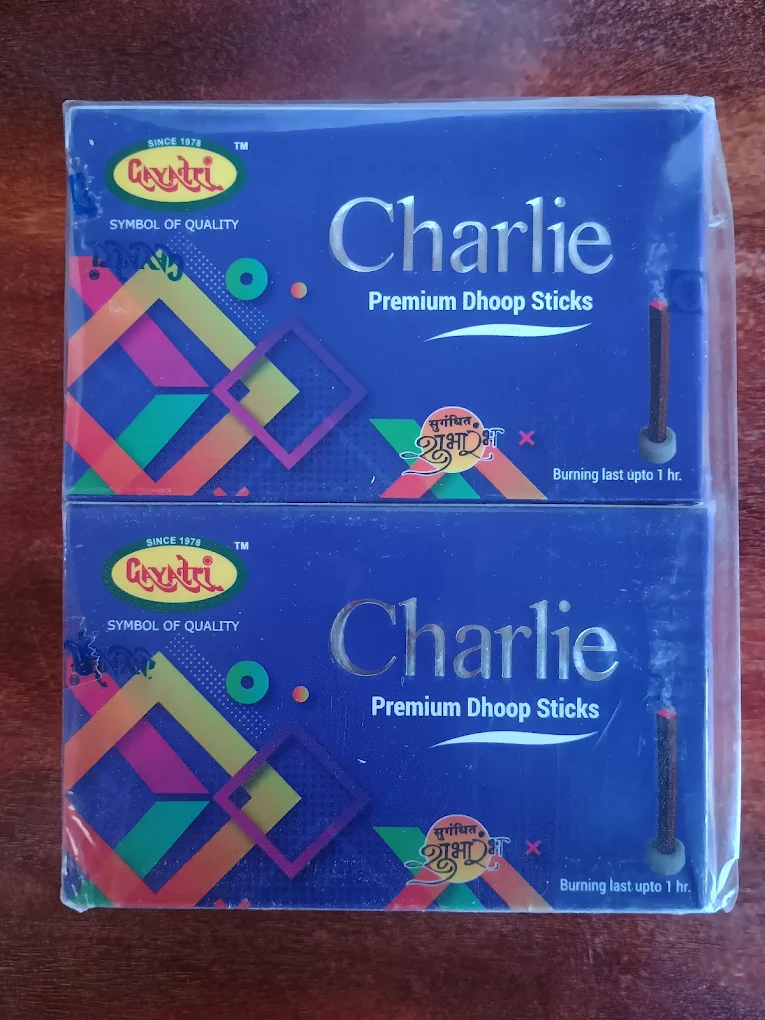 SINCE 1978
Gayatri
TM
SYMBOL OF QUALITY
Charlie
Premium Dhoop Sticks
सुगंधित
शुभारंभ
Burning last upto 1 hr.
SINCE 1978
Gayatri
TM
SYMBOL OF QUALITY
Charlie
Premium Dhoop Sticks
सुगंधित
शुभारंभ
Burning last upto 1 hr.